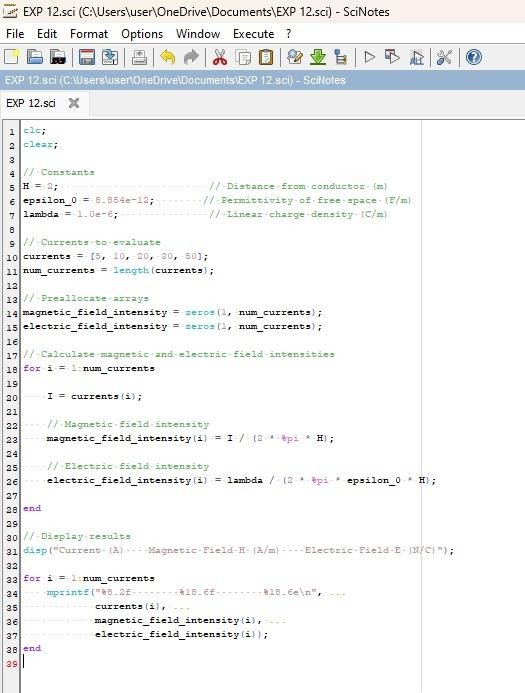 EXP 12.sci (C:\Users\user\OneDrive\Documents\EXP 12.sci) - SciNotes
File Edit Format Options Window Execute ?
EXP 12.sci (C:\Users\user\OneDrive\Documents\EXP 12.sci) - SciNotes
EXP 12.sci
1 clc;
2 clear;
3
4 // Constants
5 H = 2; // Distance from conductor (m)
6 epsilon_0 = 8.854e-12; // Permittivity of free space (F/m)
7 lambda = 1.0e-6; // Linear charge density (C/m)
8
9 // Currents to evaluate
10 currents = [5, 10, 20, 30, 50];
11 num_currents = length(currents);
12
13 // Preallocate arrays
14 magnetic_field_intensity = zeros(1, num_currents);
15 electric_field_intensity = zeros(1, num_currents);
16
17 // Calculate magnetic and electric field intensities
18 for i = 1:num_currents
19
20 I = currents(i);
21
22 // Magnetic field intensity
23 magnetic_field_intensity(i) = I / (2 * %pi * H);
24
25 // Electric field intensity
26 electric_field_intensity(i) = lambda / (2 * %pi * epsilon_0 * H);
27
28 end
29
30 // Display results
31 disp("Current (A)    Magnetic Field H (A/m)    Electric Field E (N/C)");
32
33 for i = 1:num_currents
34 mprintf("%8.2f        %18.6f        %18.6e\n", ...
35 currents(i), ...
36 magnetic_field_intensity(i), ...
37 electric_field_intensity(i));
38 end
39